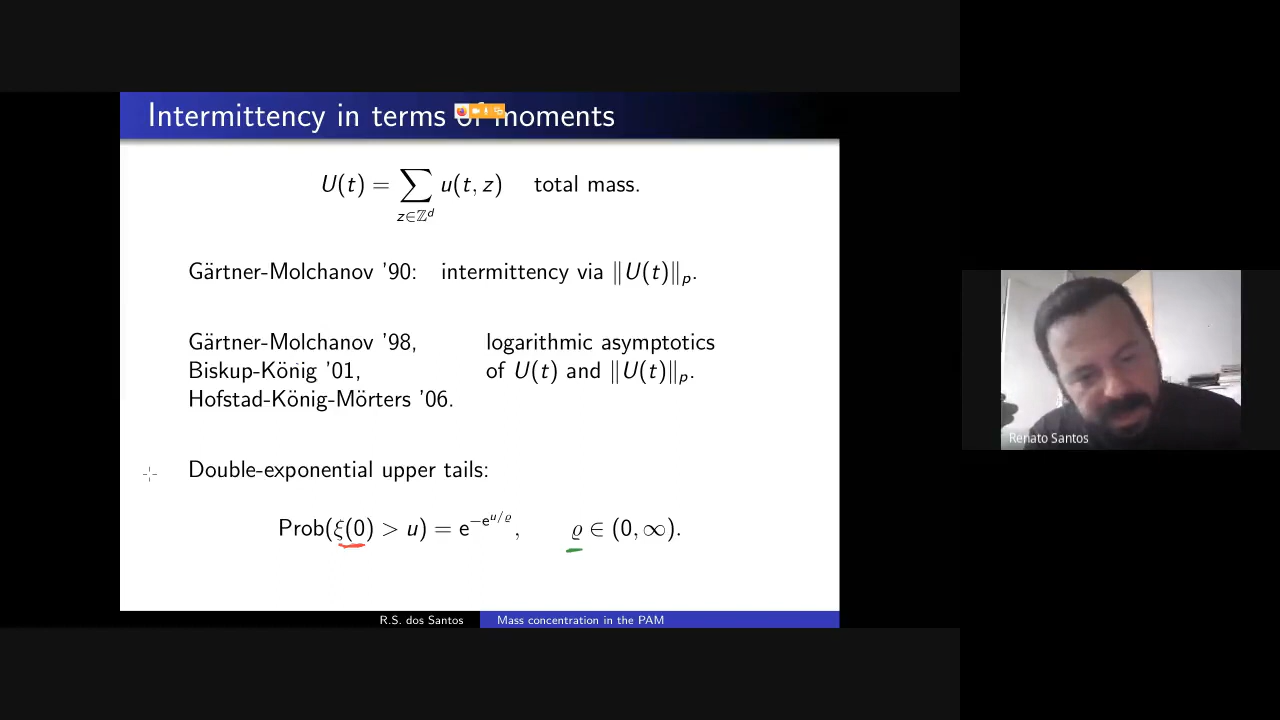 Intermittency in terms of moments
U(t) = ∑_{z∈ℤ^d} u(t, z) total mass.
Gärtner-Molchanov '90: intermittency via ‖U(t)‖_p.
Gärtner-Molchanov '98, logarithmic asymptotics
Biskup-König '01, of U(t) and ‖U(t)‖_p.
Hofstad-König-Mörters '06.
Double-exponential upper tails:
Prob(ξ(0) > u) = e^{−e^{u/ϱ}}, ϱ ∈ (0, ∞).
R.S. dos Santos Mass concentration in the PAM
Renato Santos